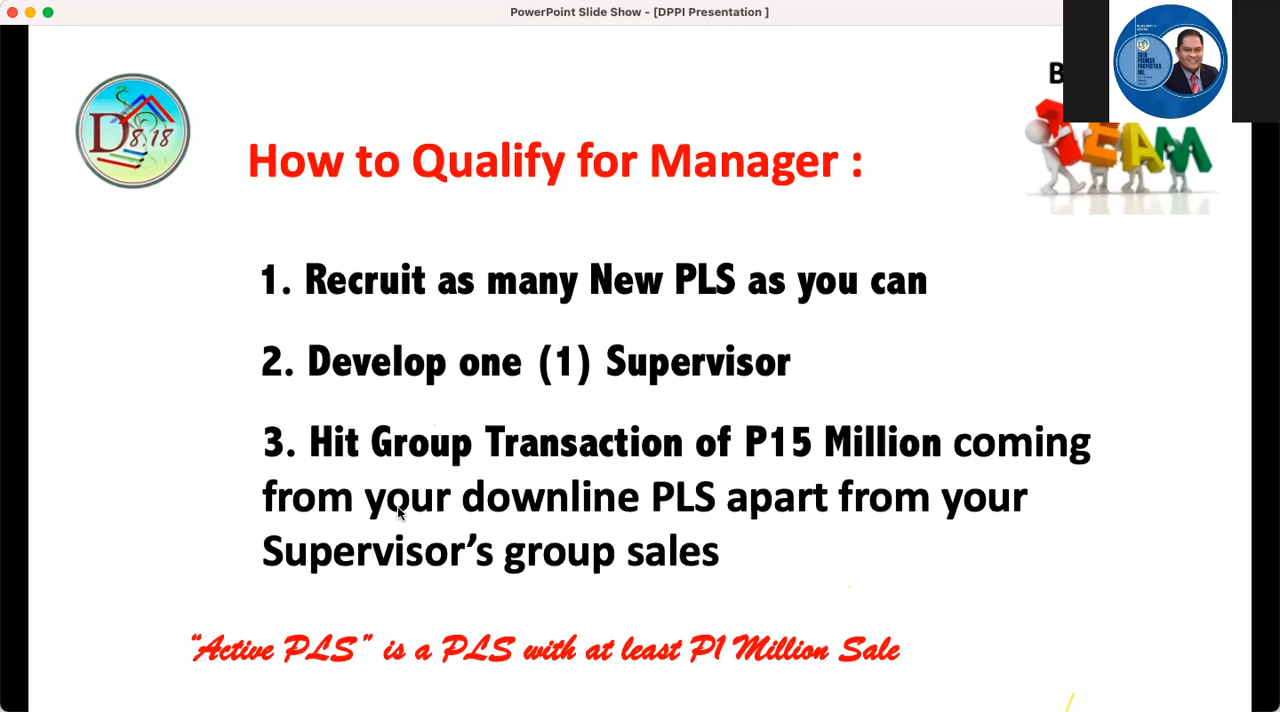 PowerPoint Slide Show - [DPPI Presentation ]
D8.18
B
TEAM
How to Qualify for Manager :
1. Recruit as many New PLS as you can
2. Develop one (1) Supervisor
3. Hit Group Transaction of P15 Million coming
from your downline PLS apart from your
Supervisor’s group sales
“Active PLS” is a PLS with at least P1 Million Sale